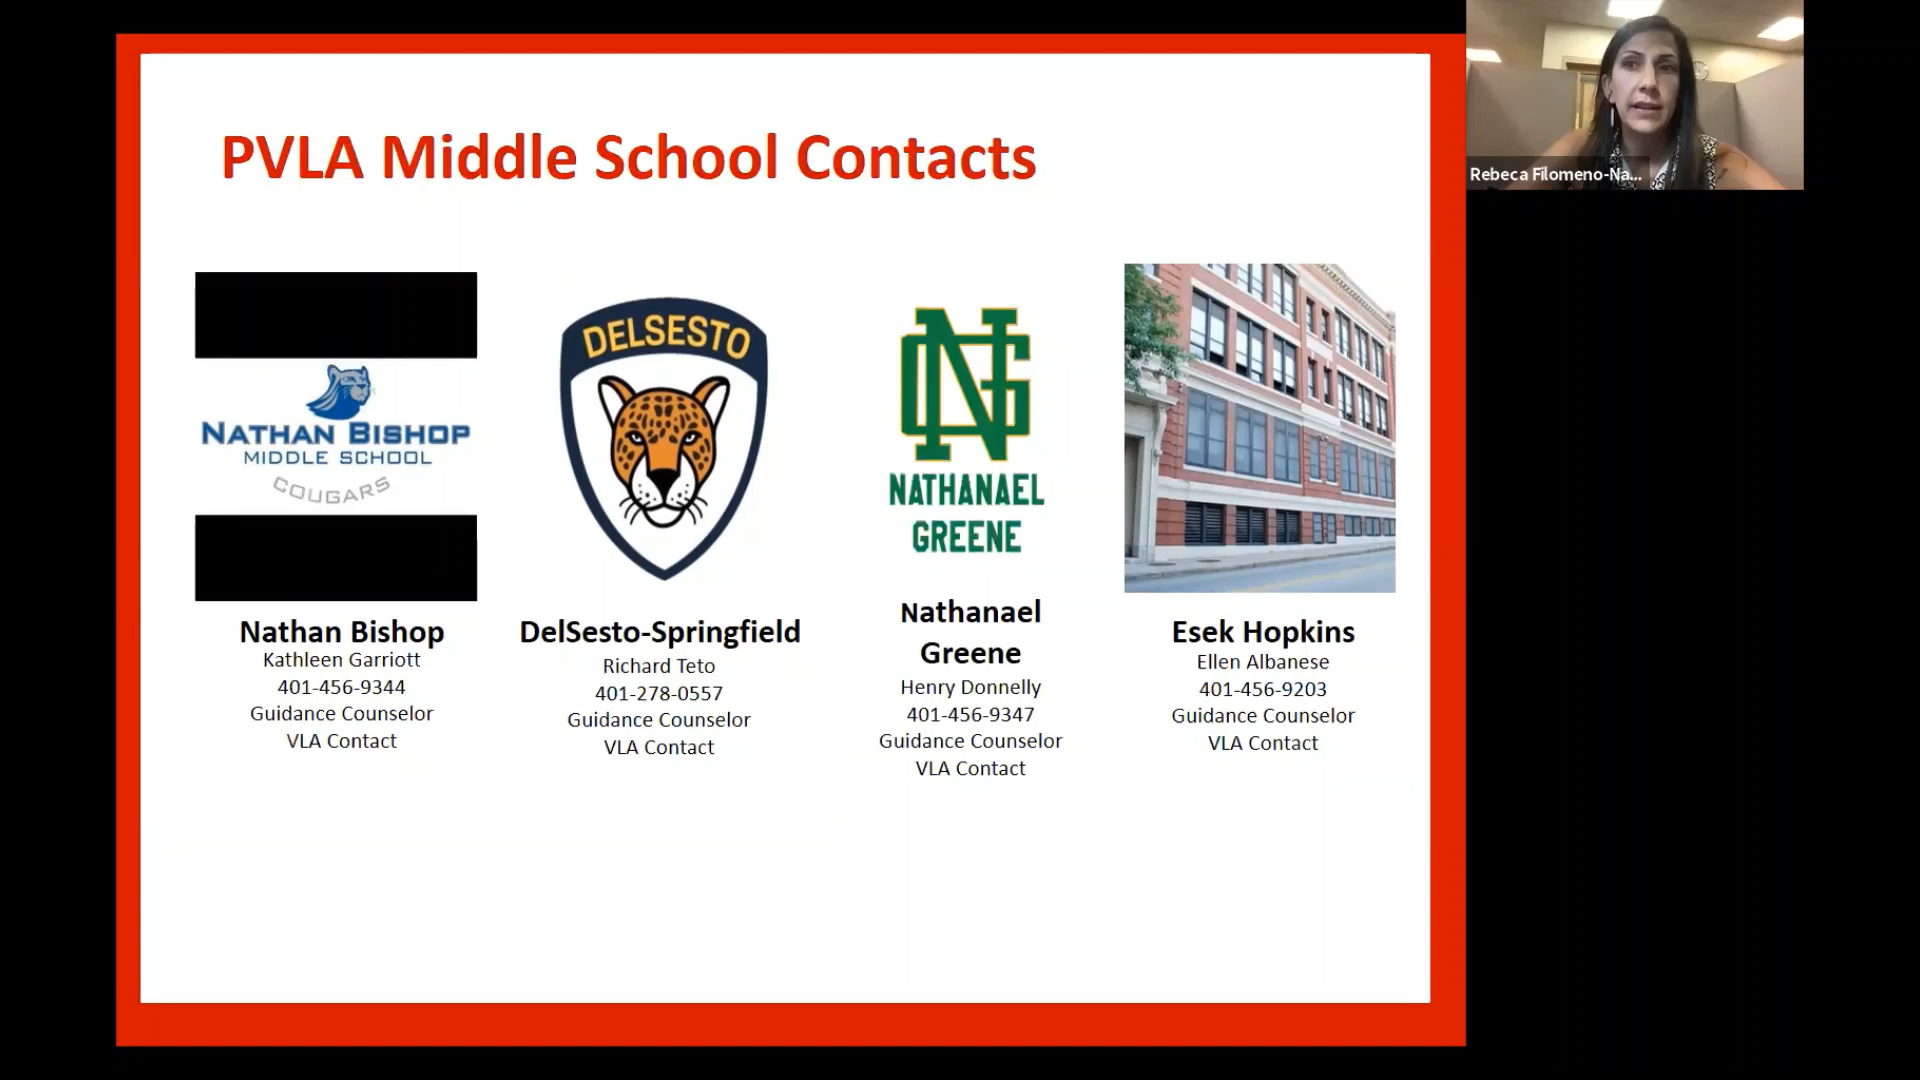 PVLA Middle School Contacts
Rebeca Filomeno-Na...
NATHAN BISHOP
MIDDLE SCHOOL
COUGARS
Nathan Bishop
Kathleen Garriott
401-456-9344
Guidance Counselor
VLA Contact
DELSESTO
DelSesto-Springfield
Richard Teto
401-278-0557
Guidance Counselor
VLA Contact
NG
NATHANAEL
GREENE
Nathanael
Greene
Henry Donnelly
401-456-9347
Guidance Counselor
VLA Contact
Esek Hopkins
Ellen Albanese
401-456-9203
Guidance Counselor
VLA Contact